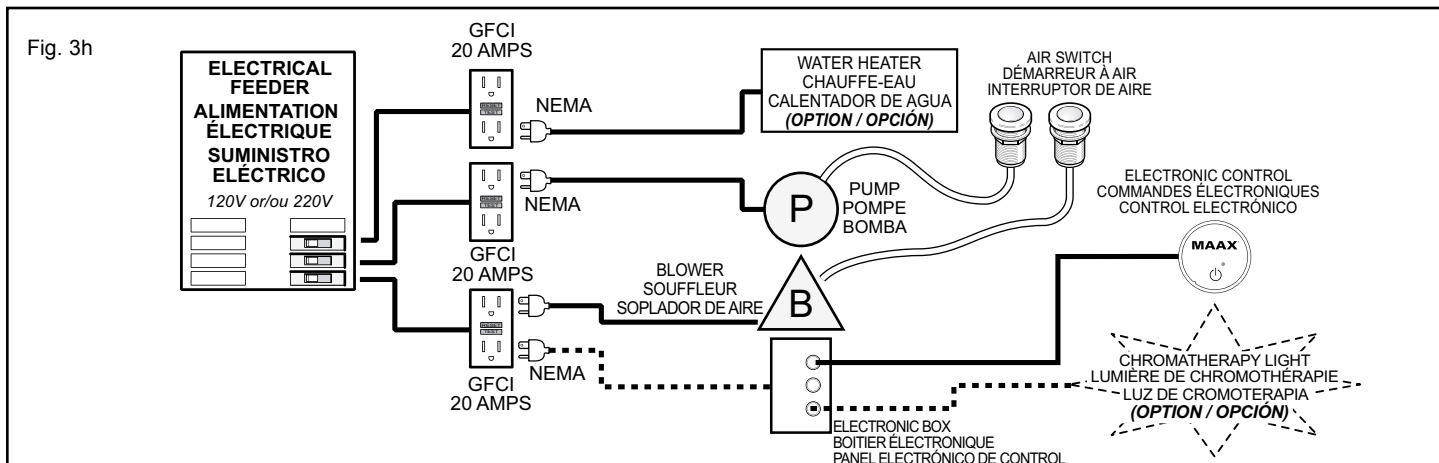 Fig. 3h
ELECTRICAL
FEEDER
ALIMENTATION
ÉLECTRIQUE
SUMINISTRO
ELÉCTRICO
120V or/ou 220V
GFCI
20 AMPS
NEMA
WATER HEATER
CHAUFFE-EAU
CALENTADOR DE AGUA
(OPTION / OPCIÓN)
AIR SWITCH
DÉMARREUR À AIR
INTERRUPTOR DE AIRE
NEMA
P
PUMP
POMPE
BOMBA
ELECTRONIC CONTROL
COMMANDES ÉLECTRONIQUES
CONTROL ELECTRÓNICO
MAAX
GFCI
20 AMPS
BLOWER
SOUFFLEUR
SOPLADOR DE AIRE
B
NEMA
GFCI
20 AMPS
CHROMATHERAPY LIGHT
LUMIÈRE DE CHROMOTHÉRAPIE
LUZ DE CROMOTERAPIA
(OPTION / OPCIÓN)
ELECTRONIC BOX
BOITIER ÉLECTRONIQUE
PANEL ELECTRÓNICO DE CONTROL